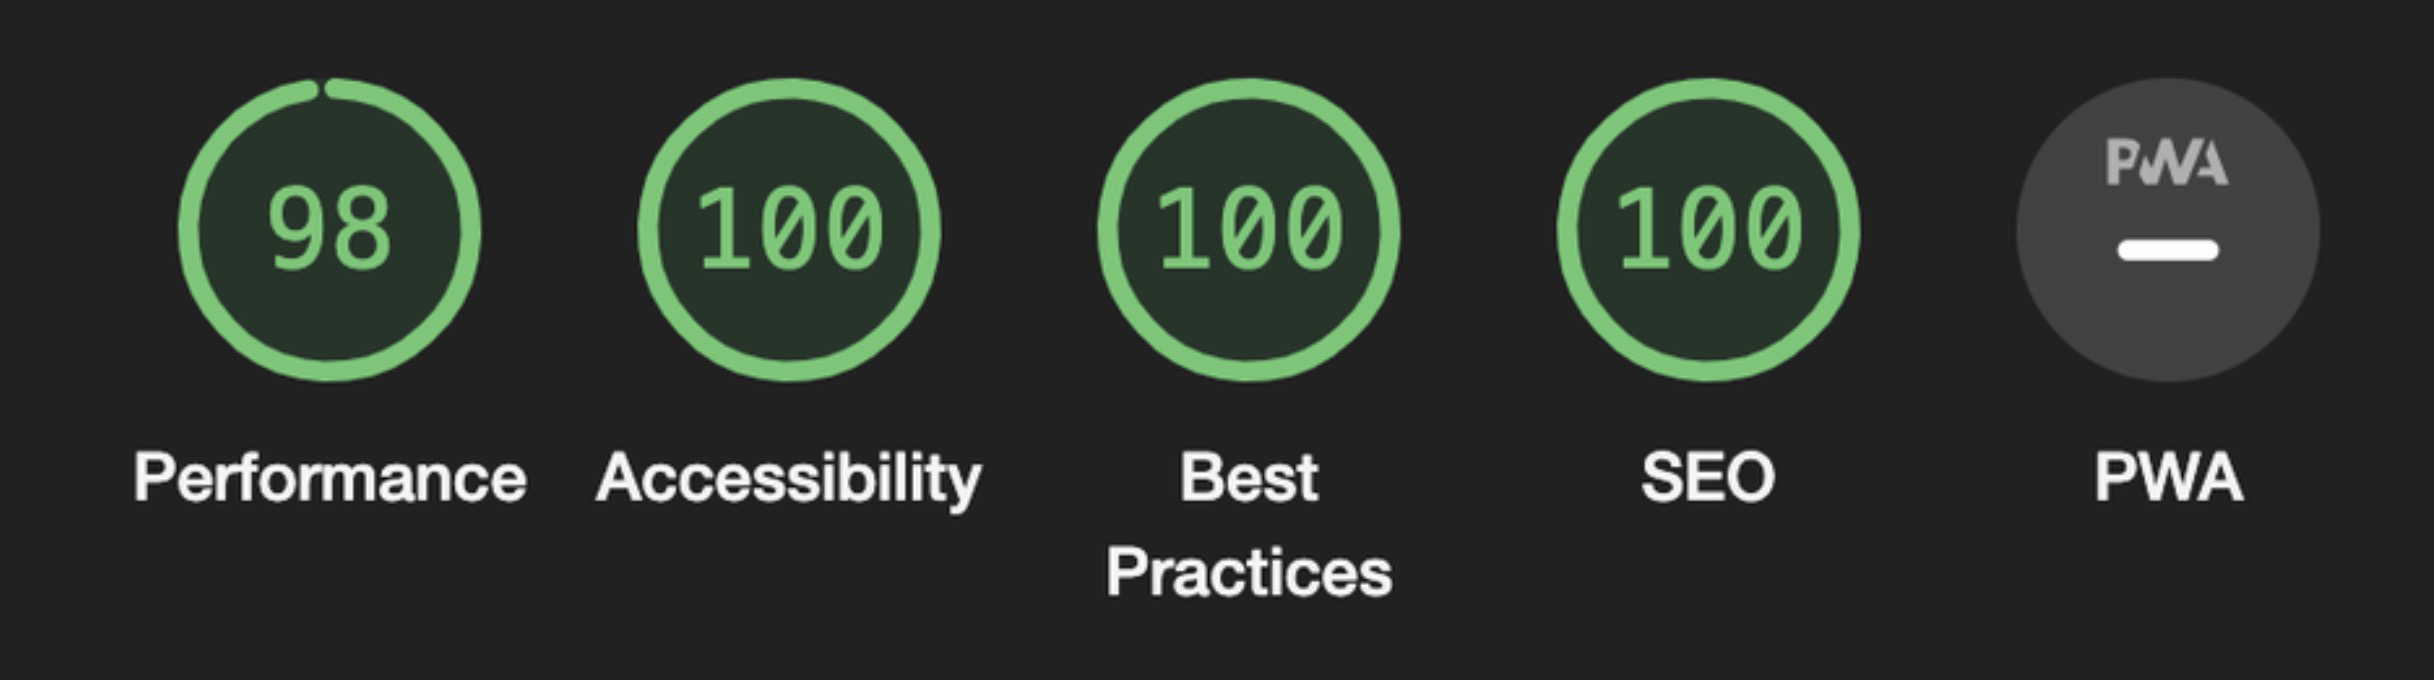 98
100
100
100
PWA
Performance
Accessibility
Best
Practices
SEO
PWA